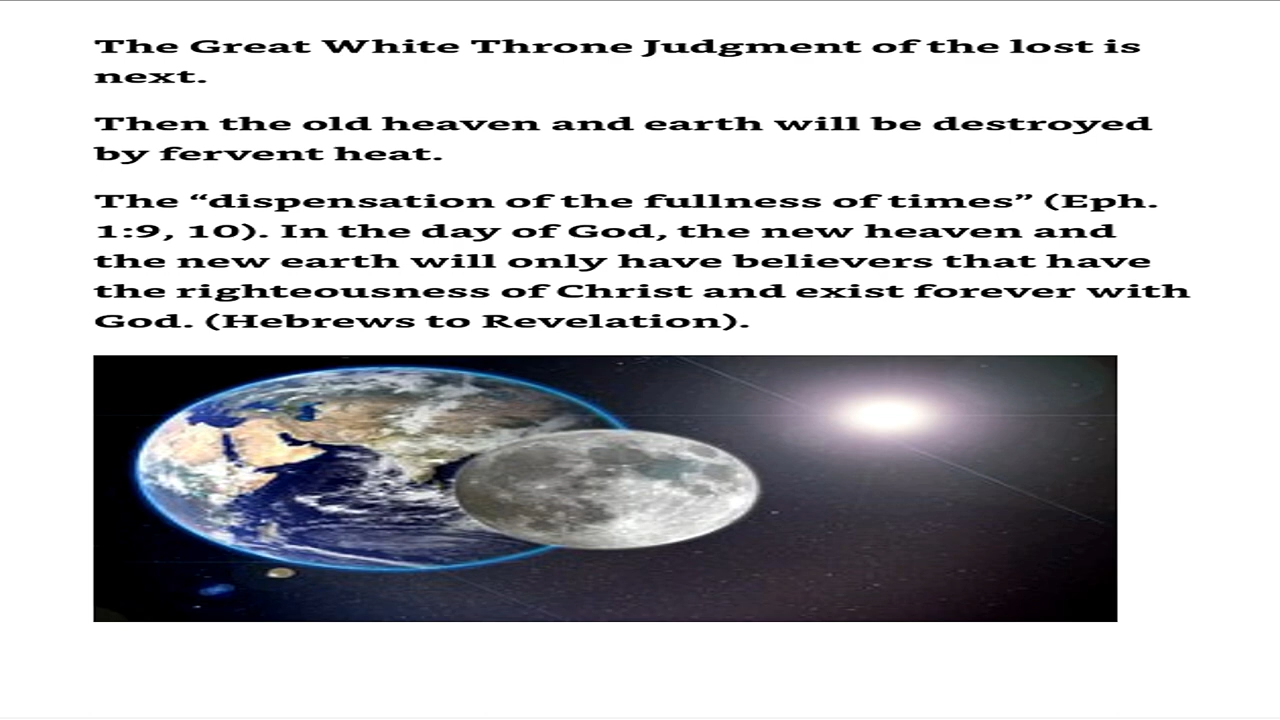 The Great White Throne Judgment of the lost is
next.
Then the old heaven and earth will be destroyed
by fervent heat.
The “dispensation of the fullness of times” (Eph.
1:9, 10). In the day of God, the new heaven and
the new earth will only have believers that have
the righteousness of Christ and exist forever with
God. (Hebrews to Revelation).